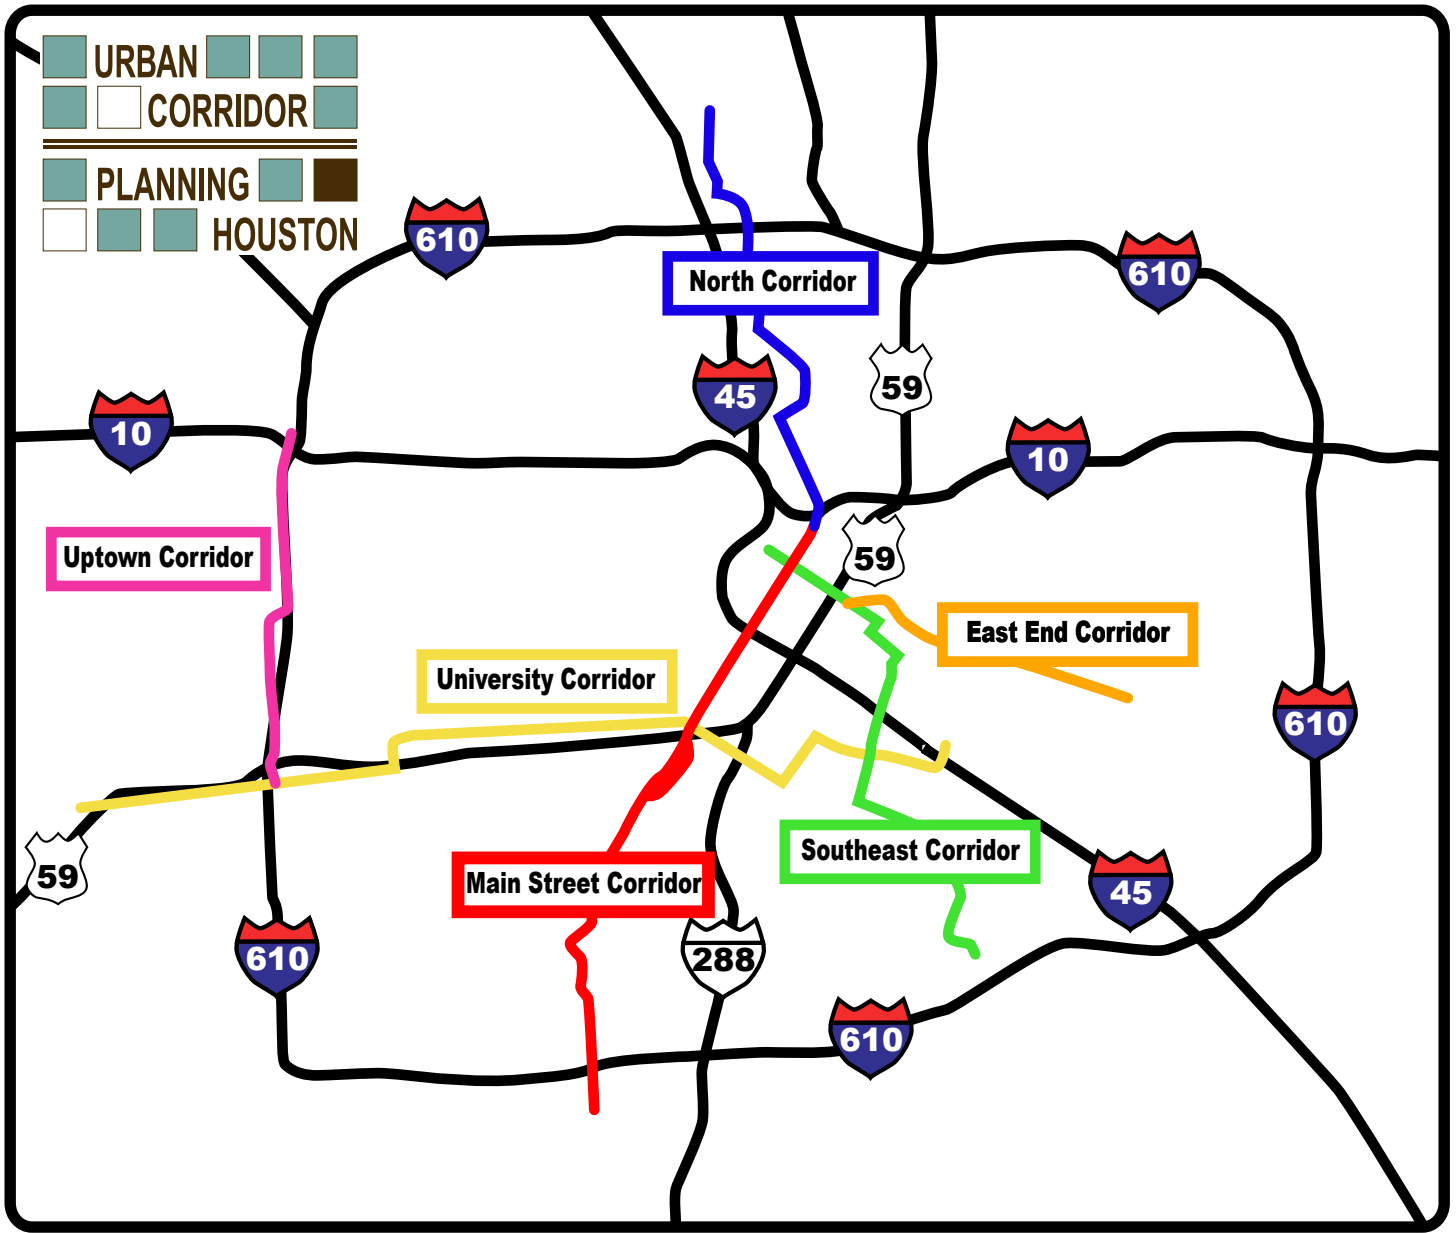 URBAN
CORRIDOR
PLANNING
HOUSTON
610
610
North Corridor
45
59
10
10
59
Uptown Corridor
East End Corridor
University Corridor
610
Southeast Corridor
59
Main Street Corridor
45
610
288
610